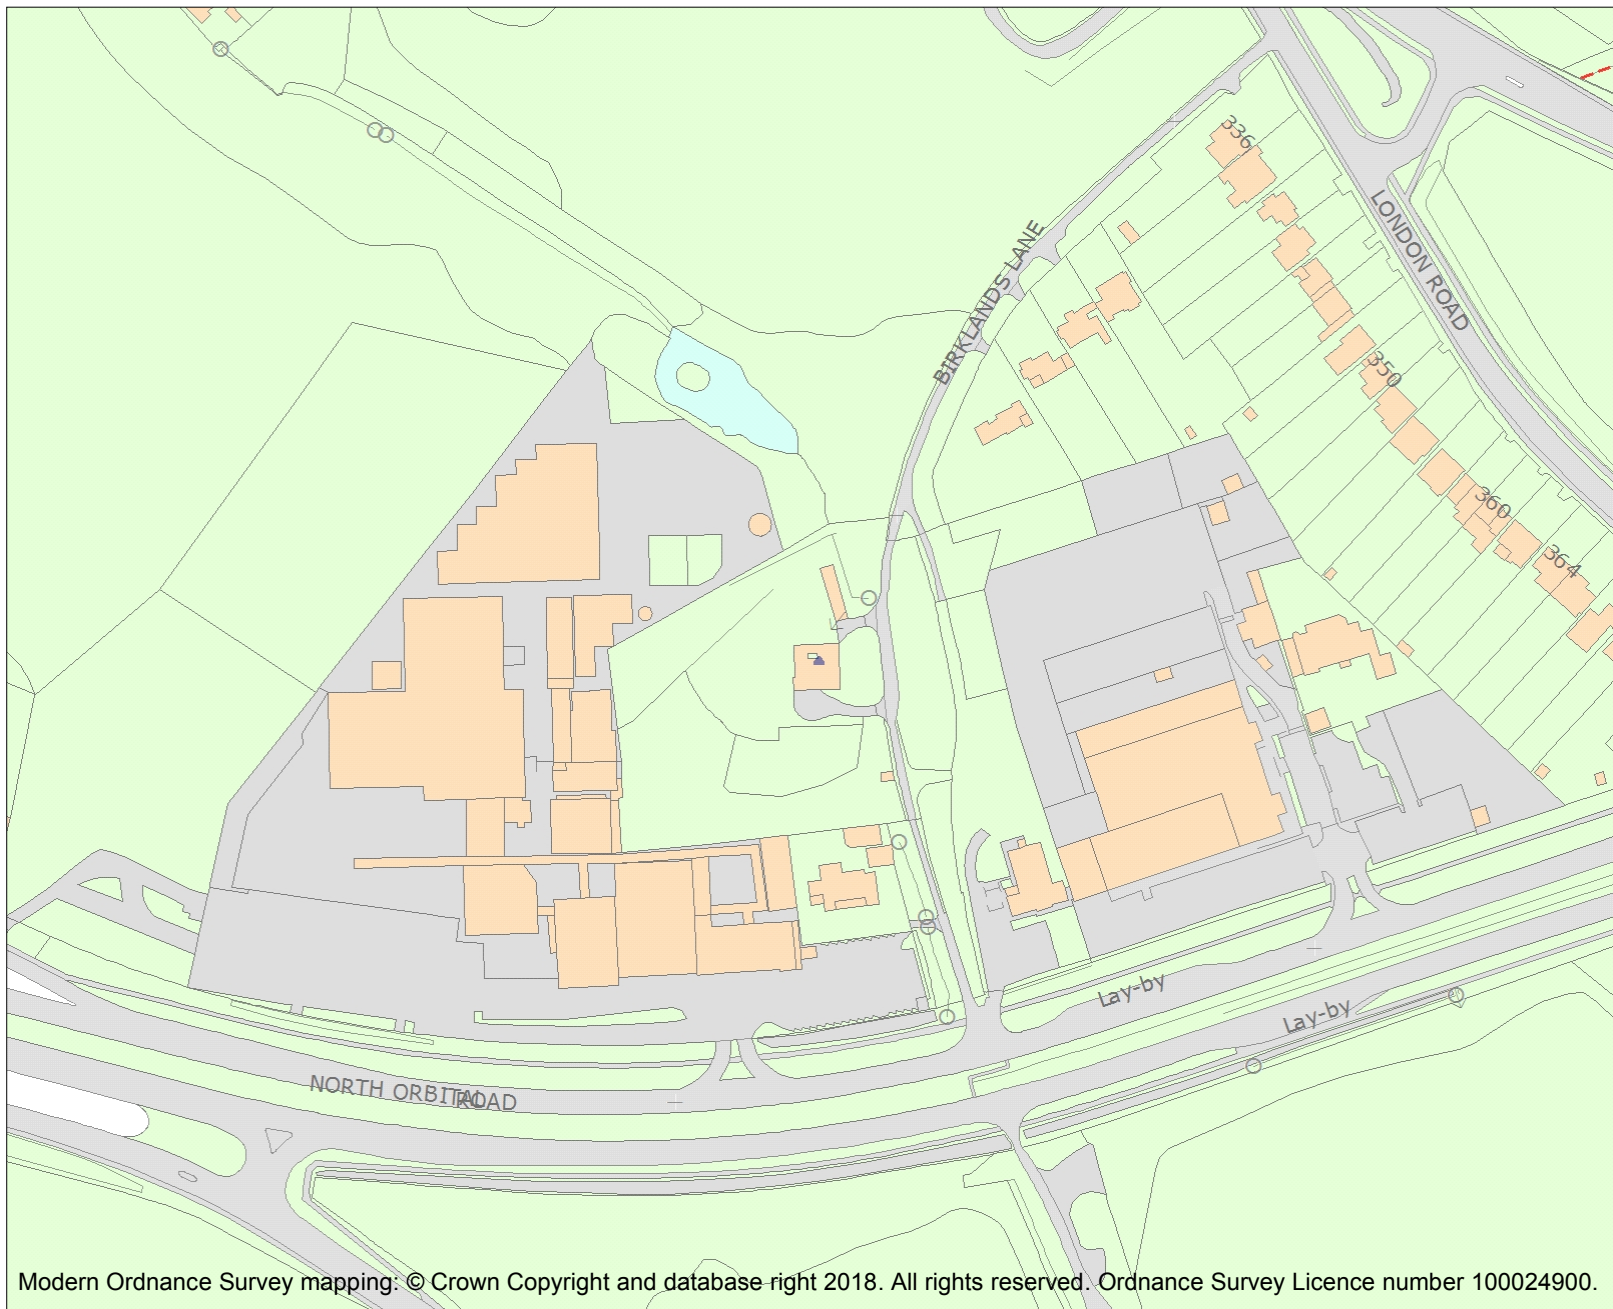 336
LONDON ROAD
BIRKLANDS LANE
350
360
364
Lay-by
Lay-by
NORTH ORBITAL
ROAD
Modern Ordnance Survey mapping: © Crown Copyright and database right 2018. All rights reserved. Ordnance Survey Licence number 100024900.